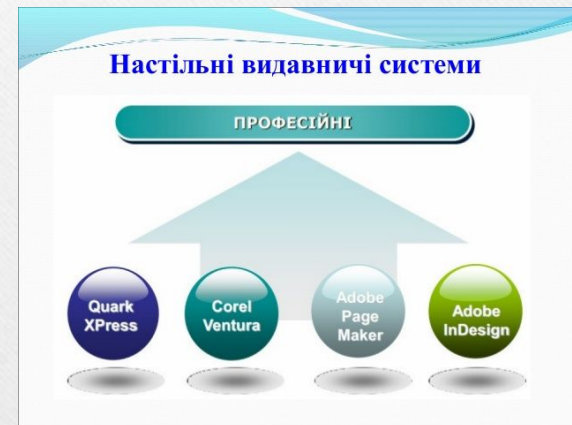 Настільні видавничі системи
ПРОФЕСІЙНІ
Quark
XPress
Corel
Ventura
Adobe
Page
Maker
Adobe
InDesign